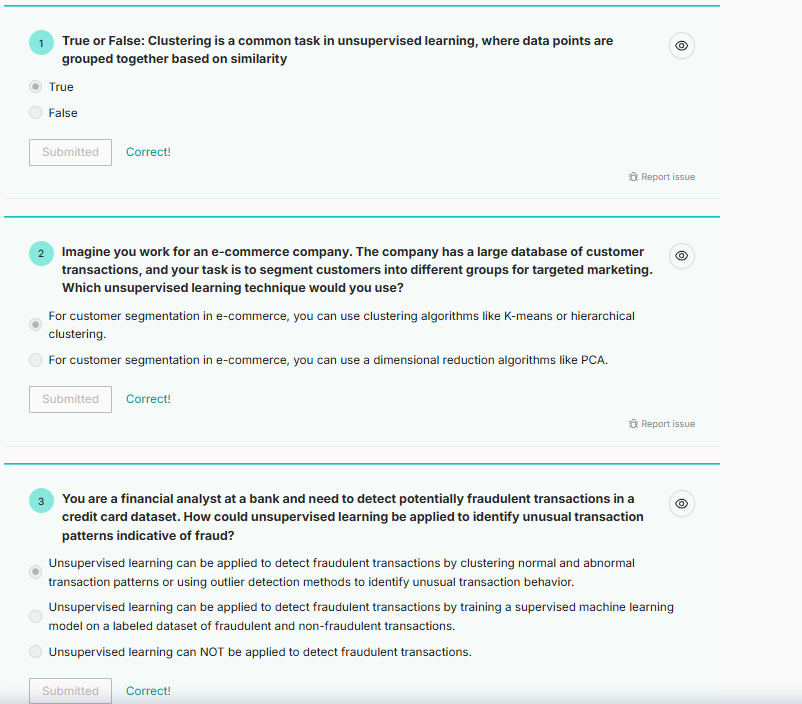 1
True or False: Clustering is a common task in unsupervised learning, where data points are
grouped together based on similarity
True
False
Submitted
Correct!
Report issue
2
Imagine you work for an e-commerce company. The company has a large database of customer
transactions, and your task is to segment customers into different groups for targeted marketing.
Which unsupervised learning technique would you use?
For customer segmentation in e-commerce, you can use clustering algorithms like K-means or hierarchical
clustering.
For customer segmentation in e-commerce, you can use a dimensional reduction algorithms like PCA.
Submitted
Correct!
Report issue
3
You are a financial analyst at a bank and need to detect potentially fraudulent transactions in a
credit card dataset. How could unsupervised learning be applied to identify unusual transaction
patterns indicative of fraud?
Unsupervised learning can be applied to detect fraudulent transactions by clustering normal and abnormal
transaction patterns or using outlier detection methods to identify unusual transaction behavior.
Unsupervised learning can be applied to detect fraudulent transactions by training a supervised machine learning
model on a labeled dataset of fraudulent and non-fraudulent transactions.
Unsupervised learning can NOT be applied to detect fraudulent transactions.
Submitted
Correct!